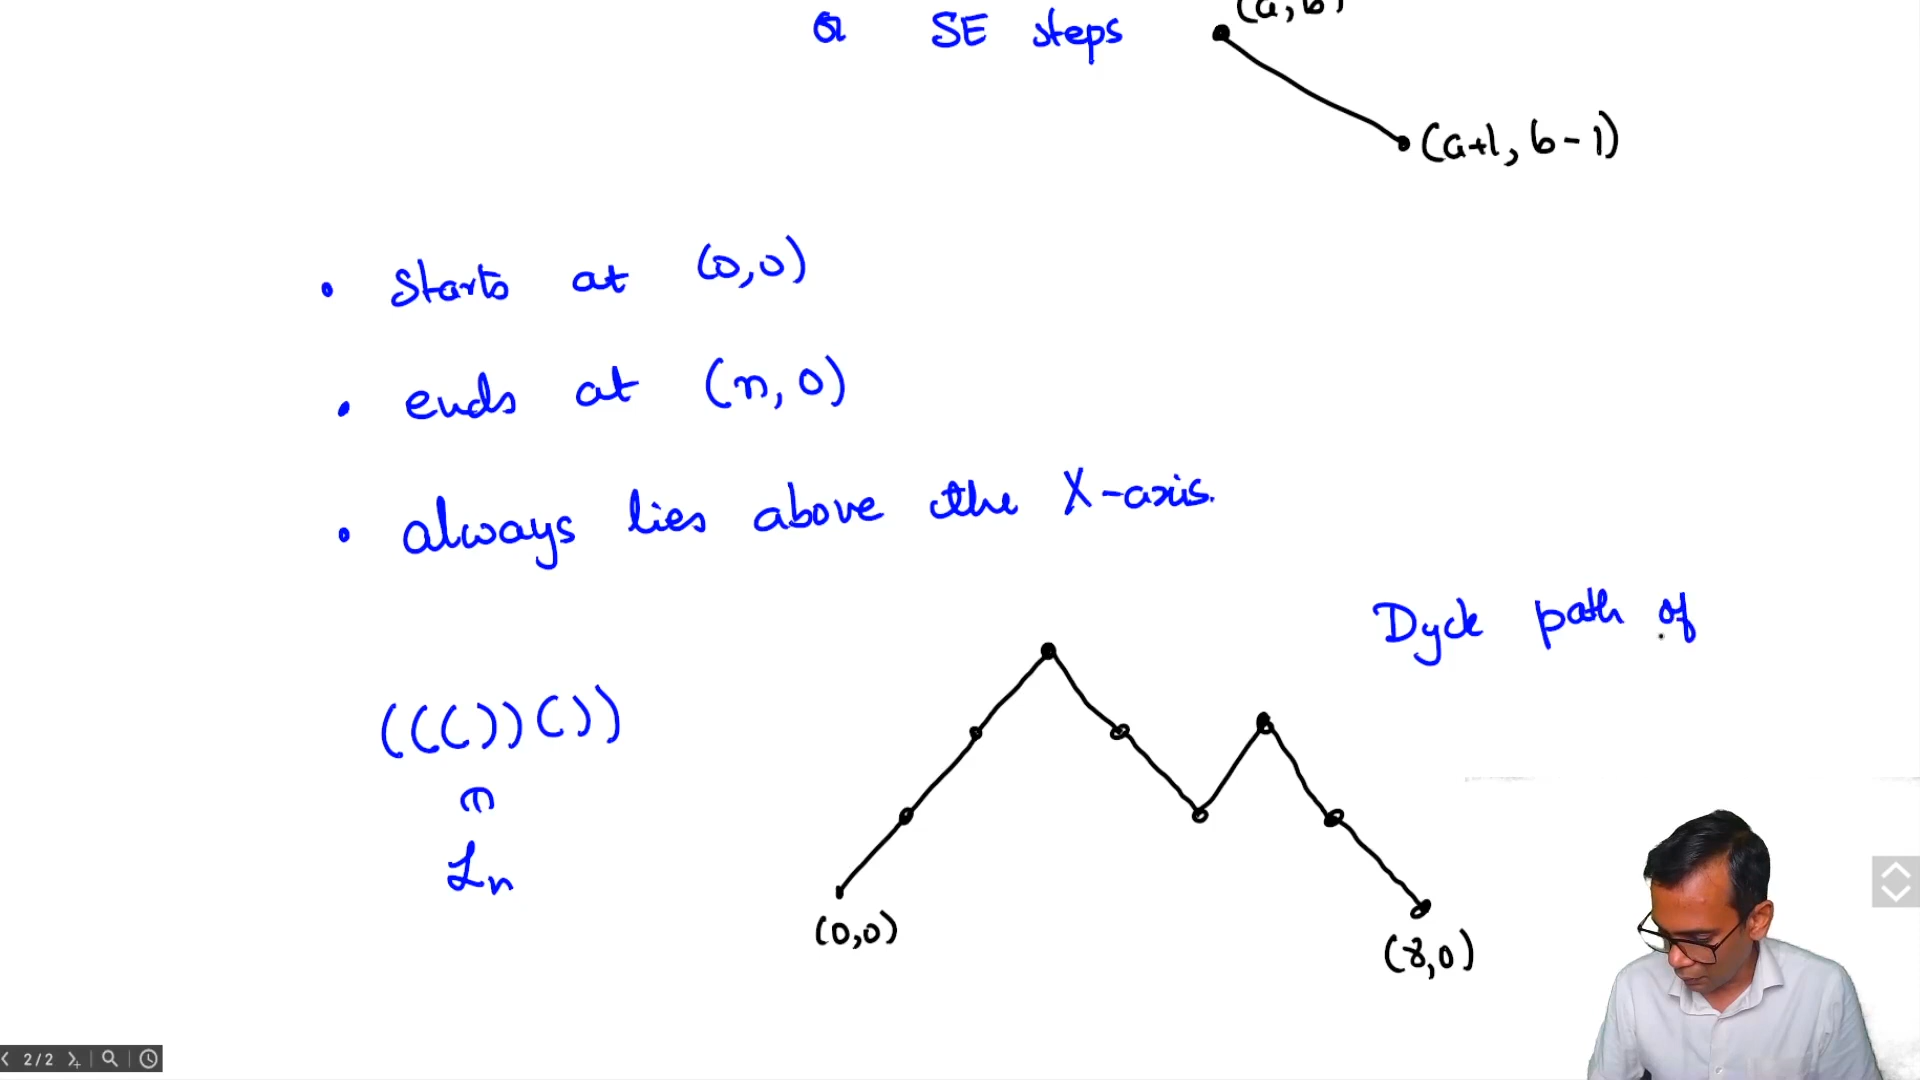 (a, b)
& SE steps
(a+1, b-1)
• starts at (0,0)
• ends at (n, 0)
• always lies above the X-axis.
Dyck path of
((())())
(0,0)
(8,0)
2/2